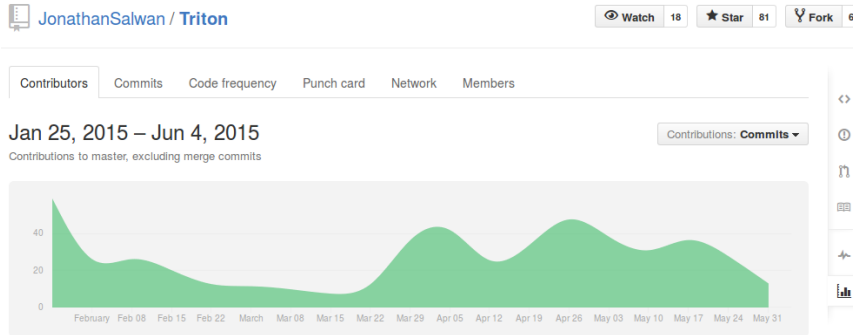 JonathanSalwan / Triton
Watch 18 Star 81 Fork
Contributors Commits Code frequency Punch card Network Members
Jan 25, 2015 – Jun 4, 2015
Contributions: Commits
Contributions to master, excluding merge commits
40
20
0
February Feb 08 Feb 15 Feb 22 March Mar 08 Mar 15 Mar 22 Mar 29 Apr 05 Apr 12 Apr 19 Apr 26 May 03 May 10 May 17 May 24 May 31